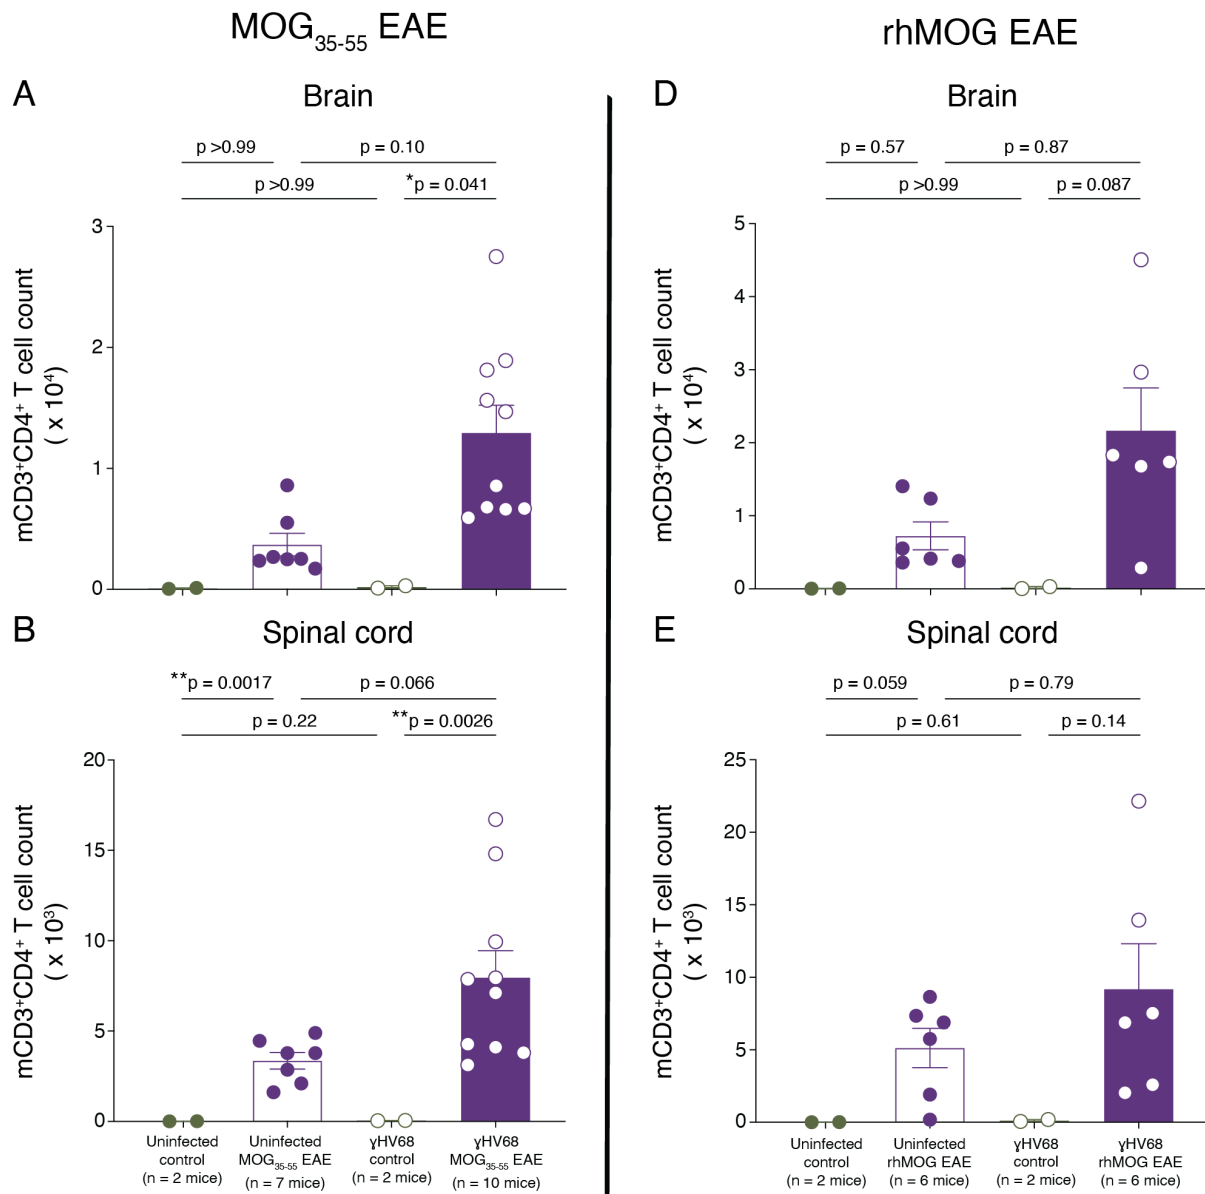 MOG35-55 EAE
rhMOG EAE
A
Brain
p >0.99
p = 0.10
p >0.99
*p = 0.041
mCD3+CD4+ T cell count
( x 10⁴)
3
2
1
0
D
Brain
p = 0.57
p = 0.87
p >0.99
p = 0.087
mCD3+CD4+ T cell count
( x 10⁴)
5
4
3
2
1
0
B
Spinal cord
**p = 0.0017
p = 0.066
p = 0.22
**p = 0.0026
mCD3+CD4+ T cell count
( x 10³)
20
15
10
5
0
Uninfected
control
(n = 2 mice)
Uninfected
MOG35-55 EAE
(n = 7 mice)
ɣHV68
control
(n = 2 mice)
ɣHV68
MOG35-55 EAE
(n = 10 mice)
E
Spinal cord
p = 0.059
p = 0.79
p = 0.61
p = 0.14
mCD3+CD4+ T cell count
( x 10³)
25
20
15
10
5
0
Uninfected
control
(n = 2 mice)
Uninfected
rhMOG EAE
(n = 6 mice)
ɣHV68
control
(n = 2 mice)
ɣHV68
rhMOG EAE
(n = 6 mice)